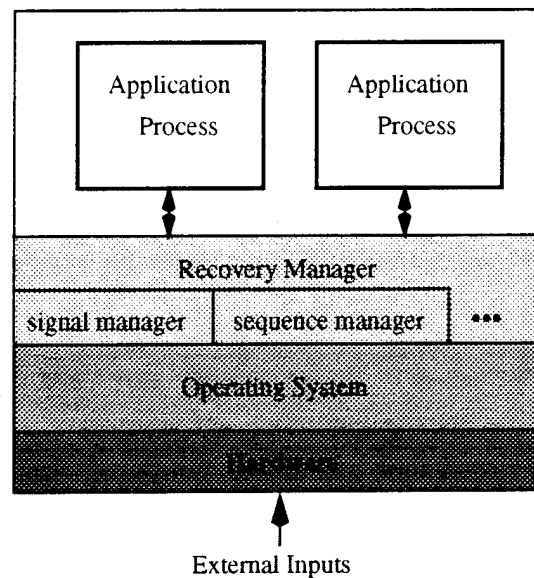 Application Process
Application Process
Recovery Manager
signal manager
sequence manager
•••
Operating System
Hardware
External Inputs